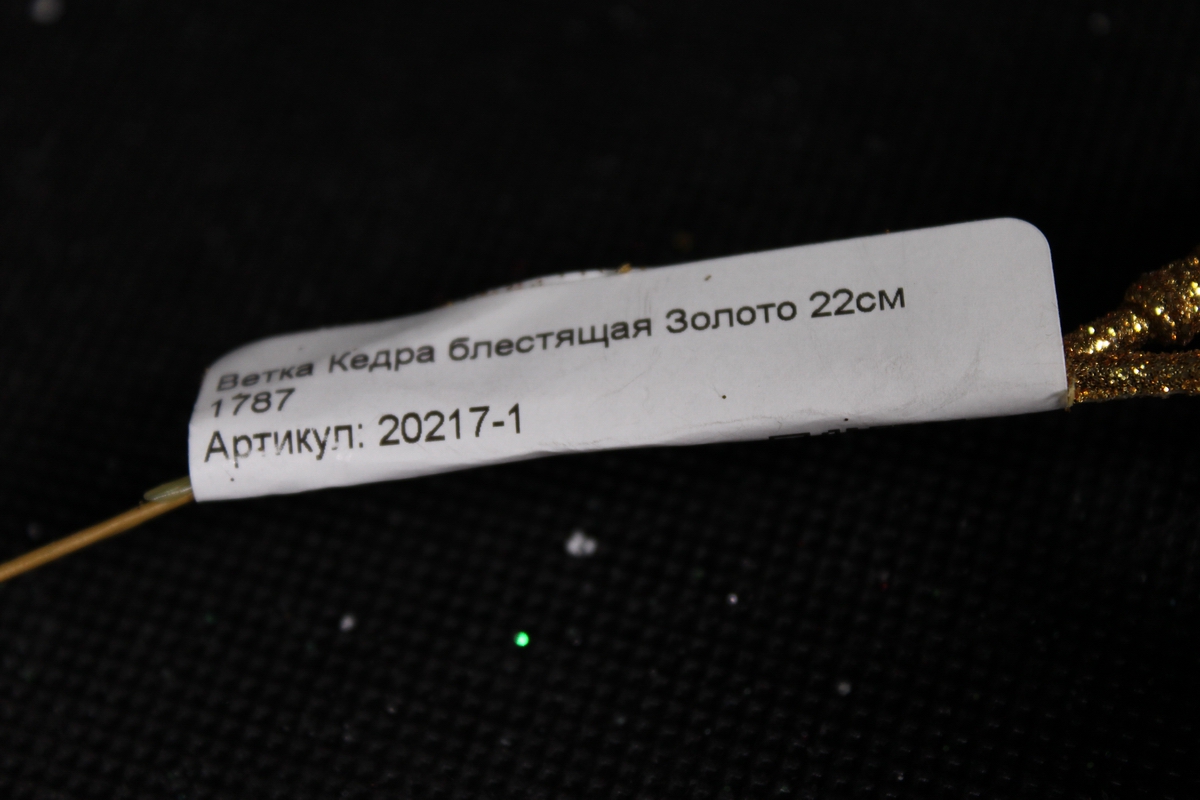 Ветка Кедра блестящая Золото 22см
1787
Артикул: 20217-1